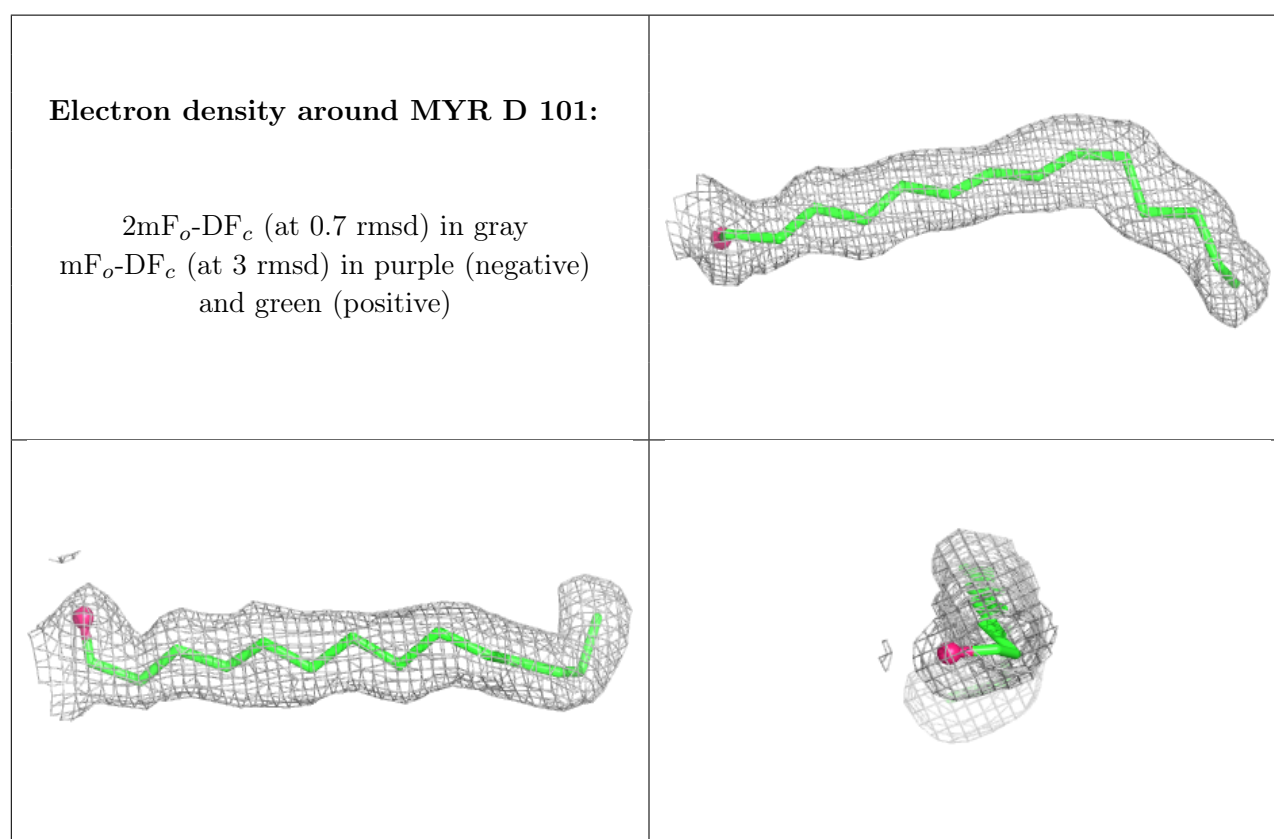 Electron density around MYR D 101:
2mFo-DFc (at 0.7 rmsd) in gray
mFo-DFc (at 3 rmsd) in purple (negative)
and green (positive)